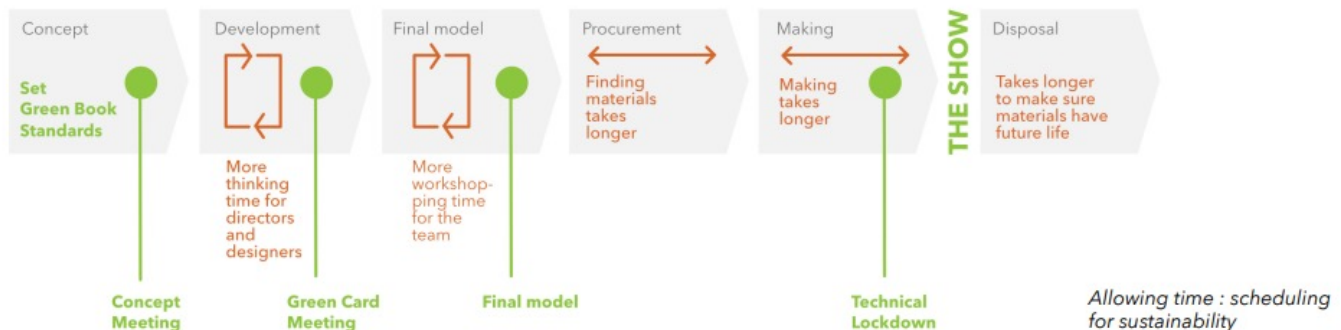 Concept
Set
Green Book
Standards
Concept
Meeting
Development
More
thinking
time for
directors
and
designers
Green Card
Meeting
Final model
More
workshop-
ping time
for the
team
Final model
Procurement
Finding
materials
takes
longer
Making
Making
takes
longer
Technical
Lockdown
THE SHOW
Disposal
Takes longer
to make sure
materials have
future life
Allowing time : scheduling
for sustainability